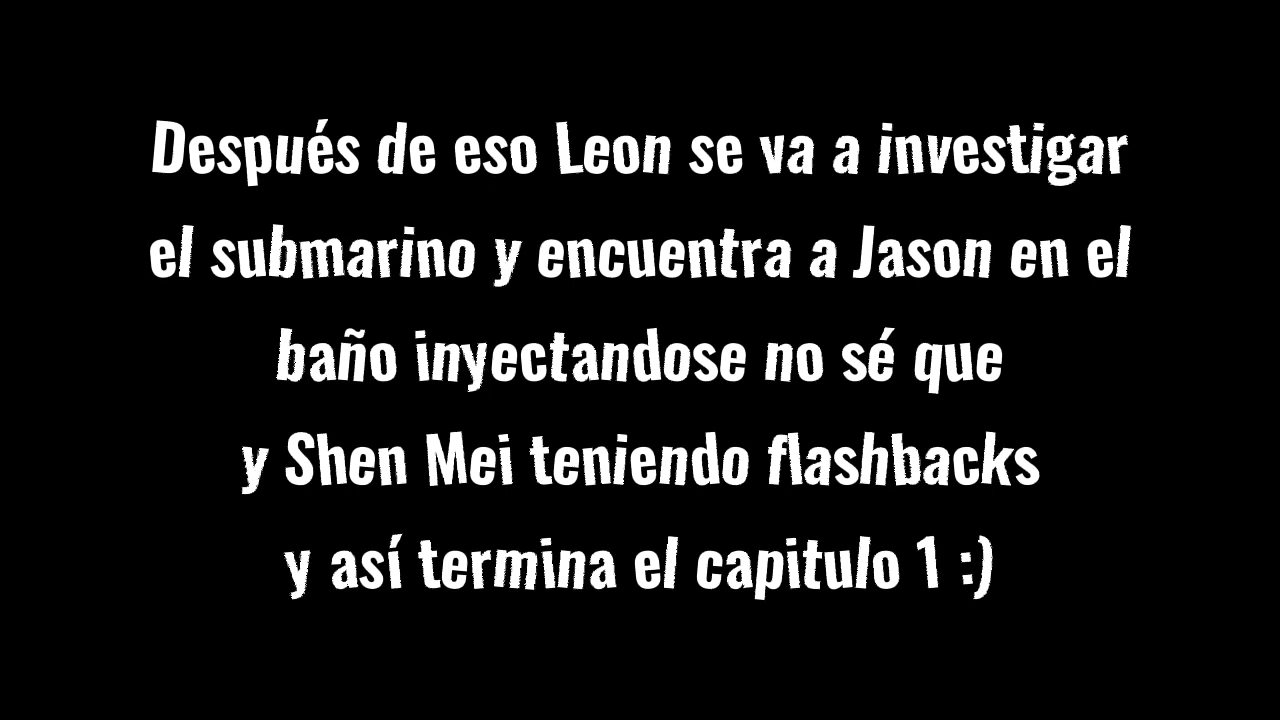 Después de eso Leon se va a investigar
el submarino y encuentra a Jason en el
baño inyectandose no sé que
y Shen Mei teniendo flashbacks
y así termina el capitulo 1 :)